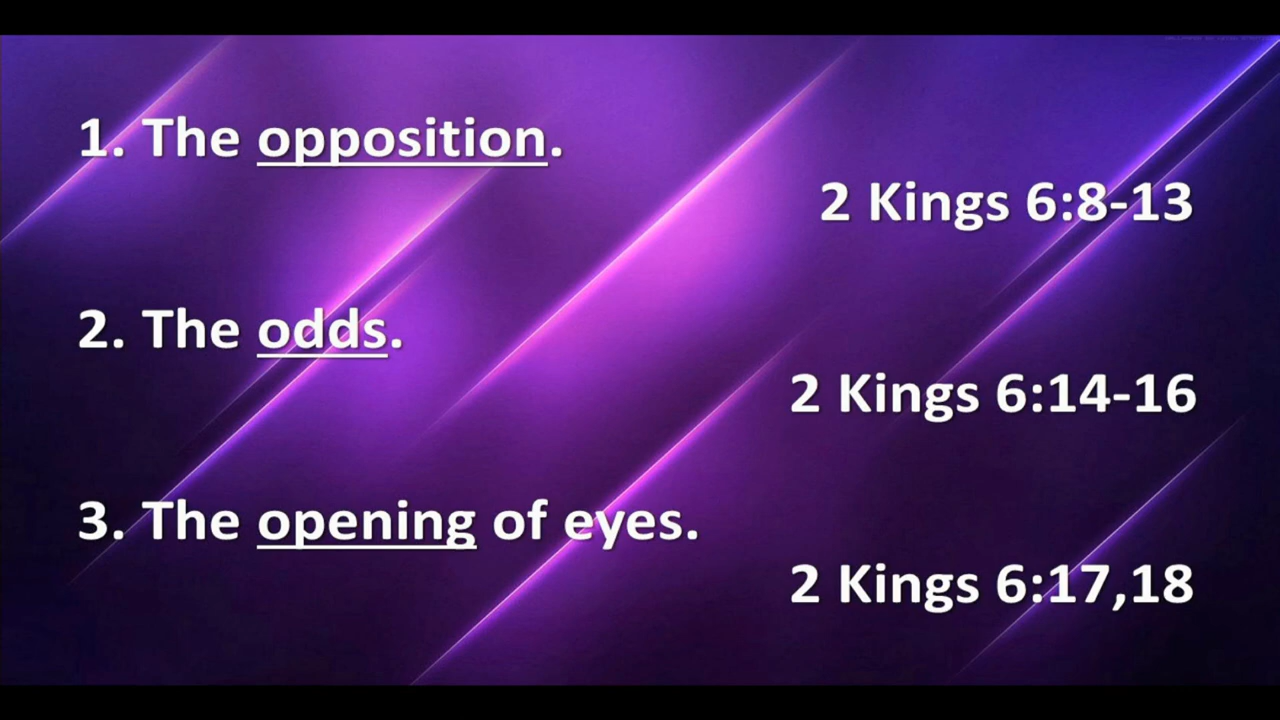 1. The opposition.
2 Kings 6:8-13
2. The odds.
2 Kings 6:14-16
3. The opening of eyes.
2 Kings 6:17,18